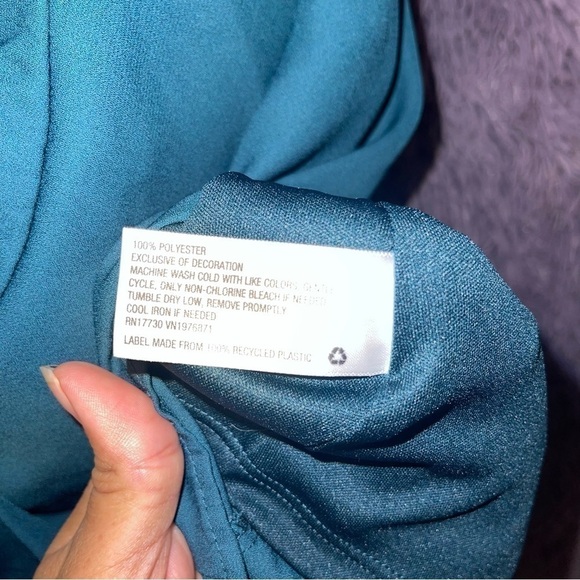 100% POLYESTER
EXCLUSIVE OF DECORATION
MACHINE WASH COLD WITH LIKE COLORS, GENTLE
CYCLE, ONLY NON-CHLORINE BLEACH IF NEEDED
TUMBLE DRY LOW, REMOVE PROMPTLY
COOL IRON IF NEEDED
RN17730 VN1976871
LABEL MADE FROM 100% RECYCLED PLASTIC